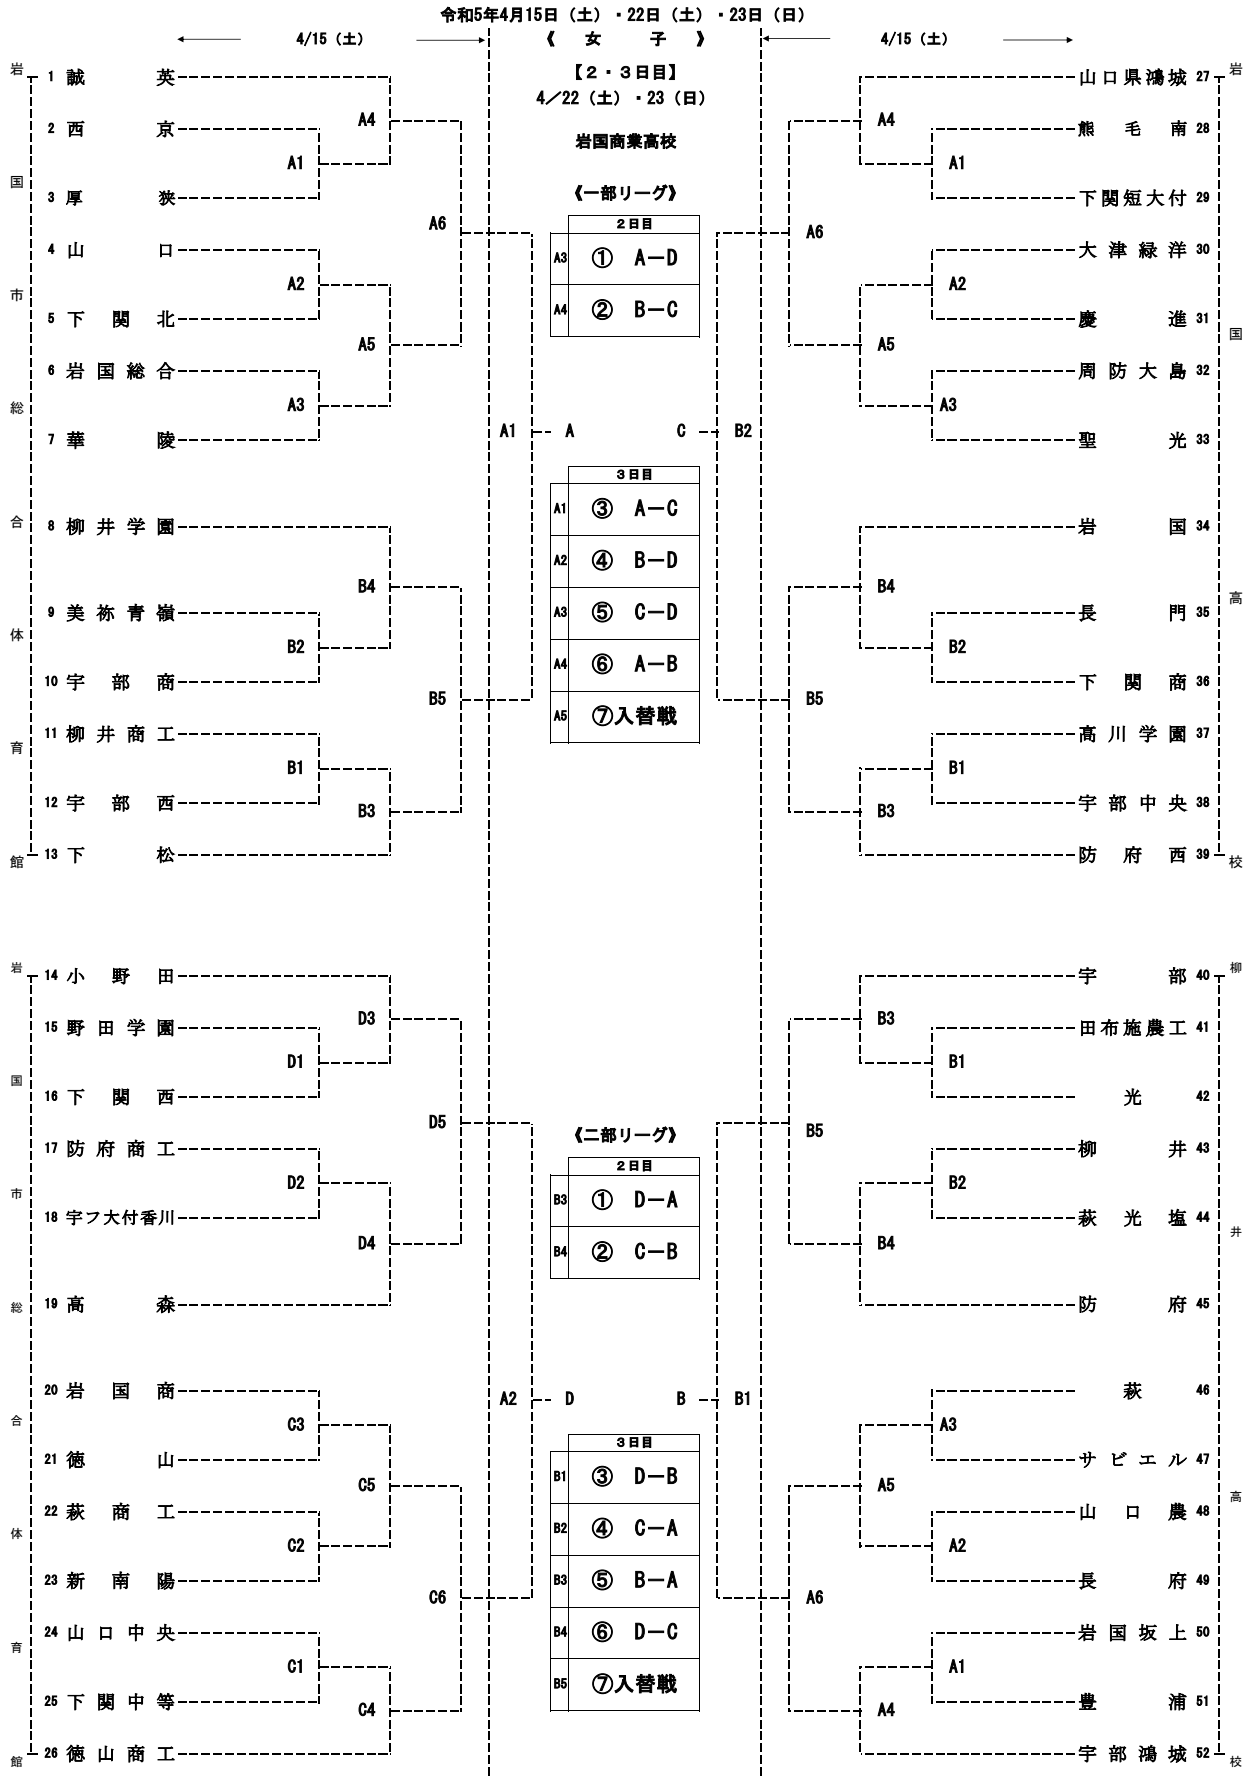 令和5年4月15日（土）・22日（土）・23日（日）
4/15（土）
《　女　子　》
4/15（土）
【２・３日目】
4／22（土）・23（日）
岩国商業高校
岩国市総合体育館
1 誠英
2 西京
3 厚狭
4 山口
5 下関北
6 岩国総合
7 華陵
8 柳井学園
9 美祢青嶺
10 宇部商
11 柳井商工
12 宇部西
13 下松
A4
A1
A6
A2
A5
A3
B4
B2
B5
B1
B3
A1
A
岩国市総合体育館
14 小野田
15 野田学園
16 下関西
17 防府商工
18 宇フ大付香川
19 高森
20 岩国商
21 徳山
22 萩商工
23 新南陽
24 山口中央
25 下関中等
26 徳山商工
D3
D1
D5
D2
D4
C3
C5
C2
C6
C1
C4
A2
D
《一部リーグ》
２日目
A3 ① A－D
A4 ② B－C
３日目
A1 ③ A－C
A2 ④ B－D
A3 ⑤ C－D
A4 ⑥ A－B
A5 ⑦入替戦
《二部リーグ》
２日目
B3 ① D－A
B4 ② C－B
３日目
B1 ③ D－B
B2 ④ C－A
B3 ⑤ B－A
B4 ⑥ D－C
B5 ⑦入替戦
C
B2
A4
A1
A6
A2
A5
A3
B4
B2
B5
B1
B3
山口県鴻城 27
熊毛南 28
下関短大付 29
大津緑洋 30
慶進 31
周防大島 32
聖光 33
岩国 34
長門 35
下関商 36
高川学園 37
宇部中央 38
防府西 39
岩国高校
B
B1
B3
B1
B5
B2
B4
A3
A5
A2
A6
A1
A4
宇部 40
田布施農工 41
光 42
柳井 43
萩光塩 44
防府 45
萩 46
サビエル 47
山口農 48
長府 49
岩国坂上 50
豊浦 51
宇部鴻城 52
柳井高校